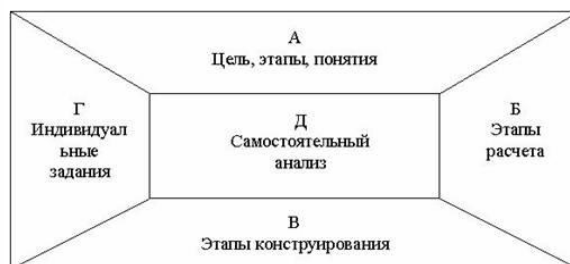 А
Цель, этапы, понятия
Г
Индивидуал
ьные
задания
Д
Самостоятельный
анализ
Б
Этапы
расчета
В
Этапы конструирования